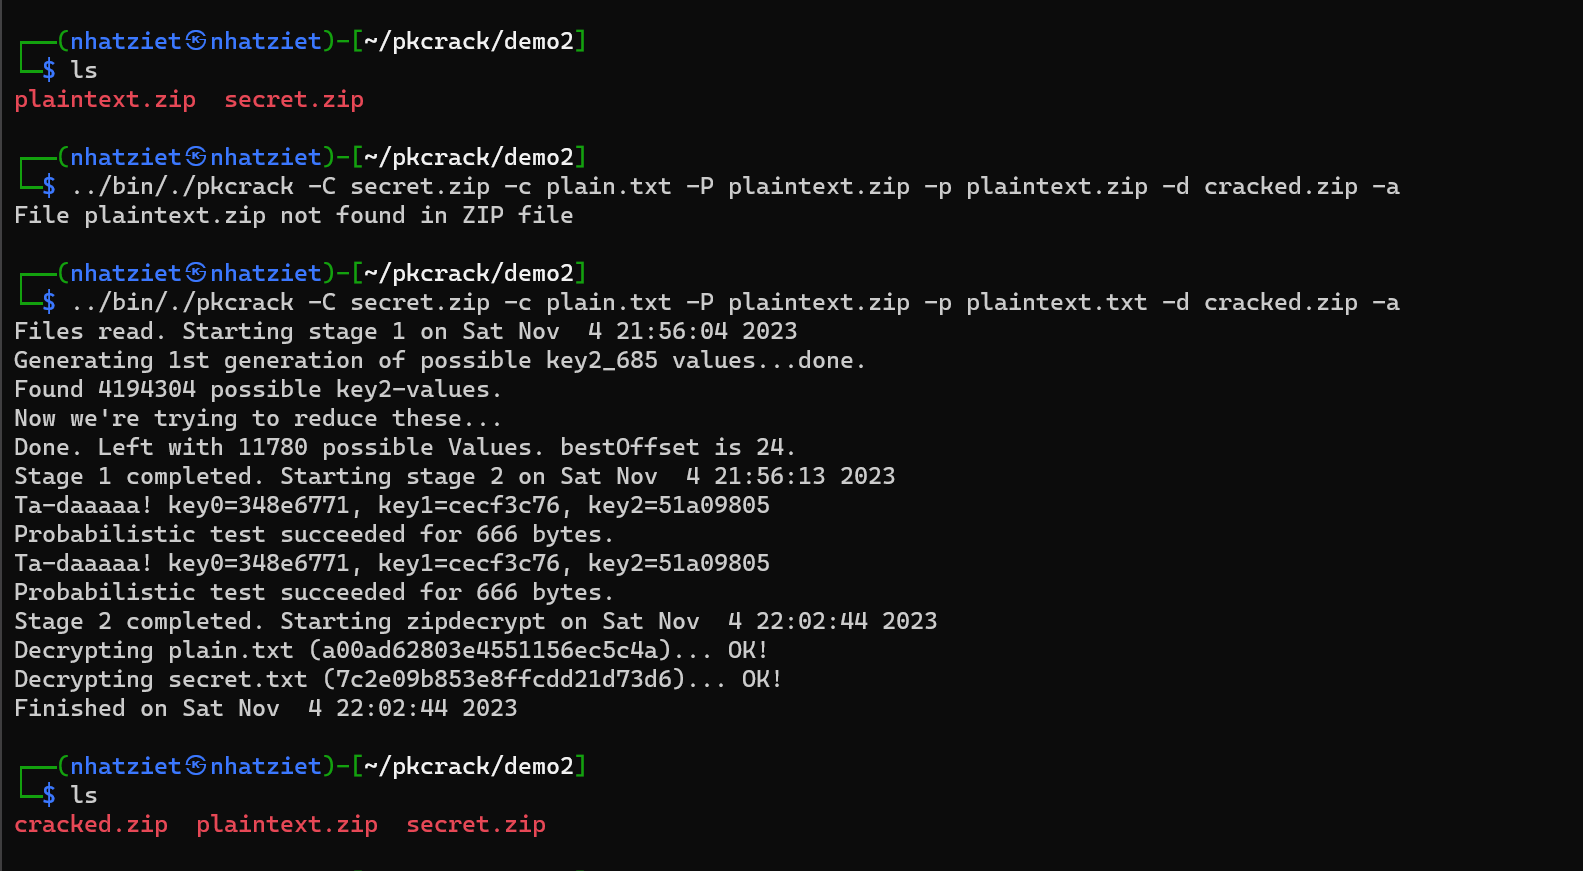 ┌──(nhatziet㉿nhatziet)-[~/pkcrack/demo2]
└─$ ls
plaintext.zip  secret.zip
┌──(nhatziet㉿nhatziet)-[~/pkcrack/demo2]
└─$ ../bin/./pkcrack -C secret.zip -c plain.txt -P plaintext.zip -p plaintext.zip -d cracked.zip -a
File plaintext.zip not found in ZIP file
┌──(nhatziet㉿nhatziet)-[~/pkcrack/demo2]
└─$ ../bin/./pkcrack -C secret.zip -c plain.txt -P plaintext.zip -p plaintext.txt -d cracked.zip -a
Files read. Starting stage 1 on Sat Nov  4 21:56:04 2023
Generating 1st generation of possible key2_685 values...done.
Found 4194304 possible key2-values.
Now we're trying to reduce these...
Done. Left with 11780 possible Values. bestOffset is 24.
Stage 1 completed. Starting stage 2 on Sat Nov  4 21:56:13 2023
Ta-daaaaa! key0=348e6771, key1=cecf3c76, key2=51a09805
Probabilistic test succeeded for 666 bytes.
Ta-daaaaa! key0=348e6771, key1=cecf3c76, key2=51a09805
Probabilistic test succeeded for 666 bytes.
Stage 2 completed. Starting zipdecrypt on Sat Nov  4 22:02:44 2023
Decrypting plain.txt (a00ad62803e4551156ec5c4a)... OK!
Decrypting secret.txt (7c2e09b853e8ffcdd21d73d6)... OK!
Finished on Sat Nov  4 22:02:44 2023
┌──(nhatziet㉿nhatziet)-[~/pkcrack/demo2]
└─$ ls
cracked.zip  plaintext.zip  secret.zip